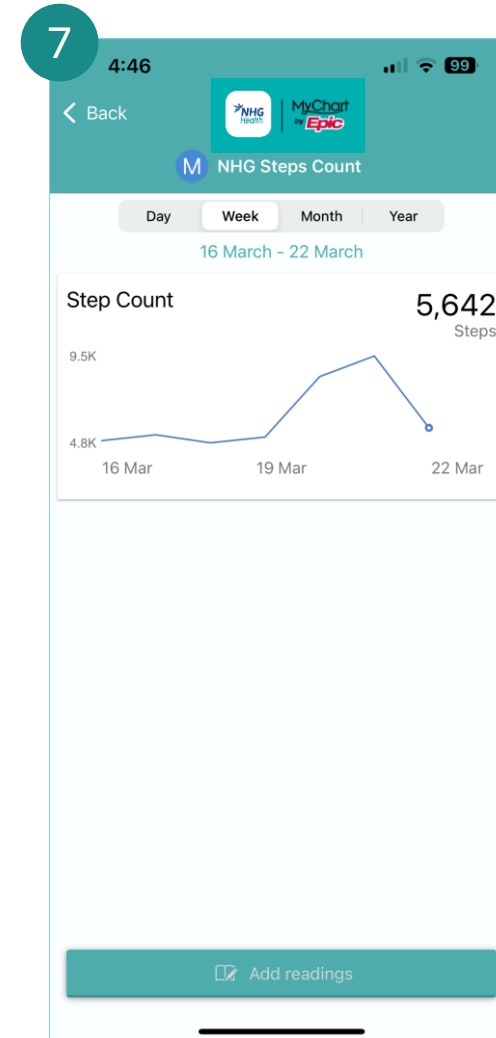 7
4:46
99
Back
NHG
Health
MyChart
by Epic
M NHG Steps Count
Day Week Month Year
16 March - 22 March
Step Count
5,642
Steps
9.5K
4.8K
16 Mar 19 Mar 22 Mar
Add readings